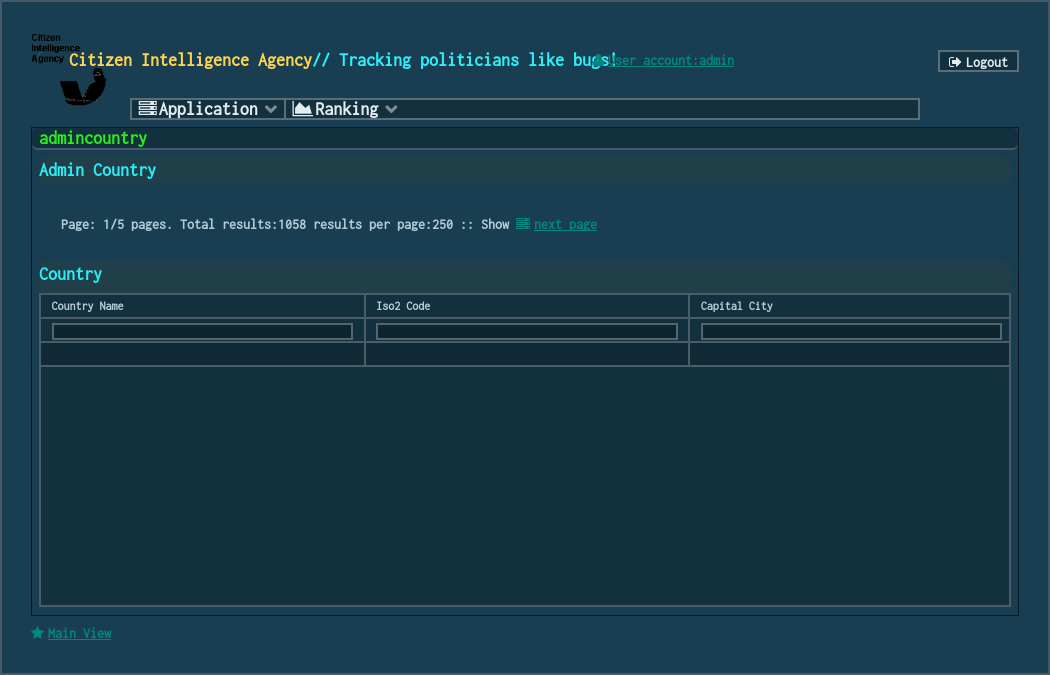 Citizen
Intelligence
Agency
Citizen Intelligence Agency// Tracking politicians like bugs!
User account:admin
Logout
Application
Ranking
admincountry
Admin Country
Page: 1/5 pages. Total results:1058 results per page:250 :: Show next page
Country
Country Name
Iso2 Code
Capital City
Main View